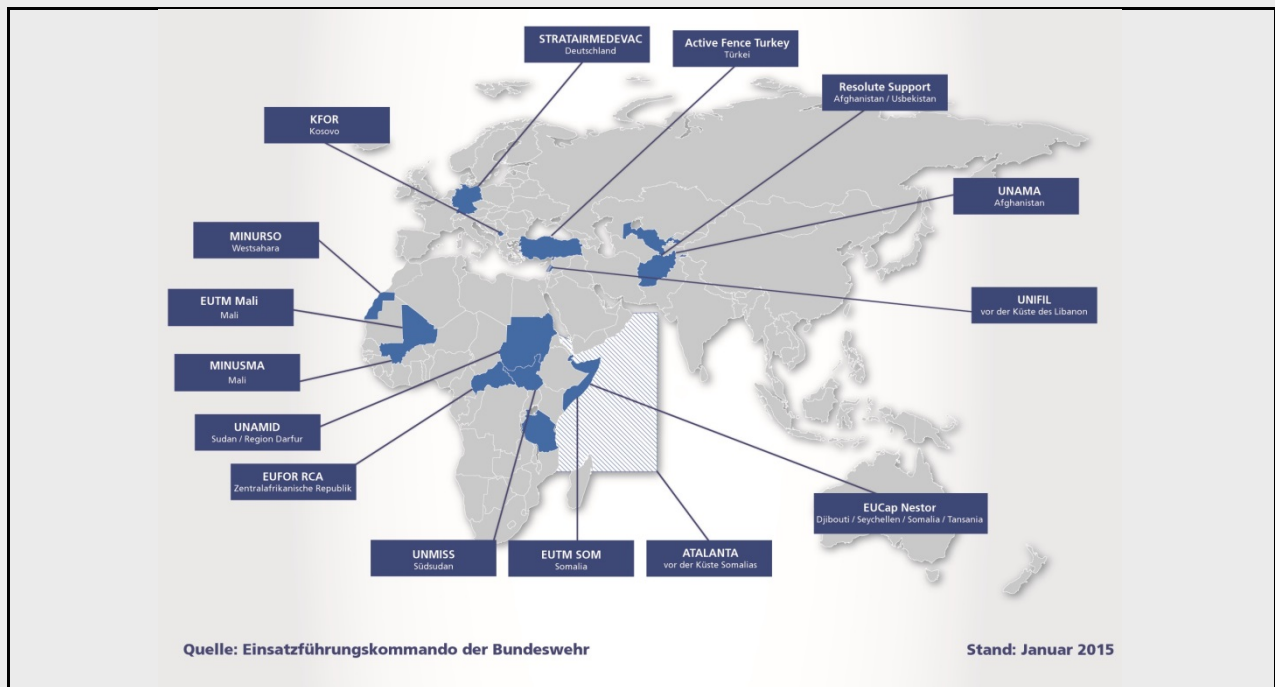 STRATAIRMEDEVAC
Deutschland
Active Fence Turkey
Türkei
Resolute Support
Afghanistan / Usbekistan
KFOR
Kosovo
UNAMA
Afghanistan
MINURSO
Westsahara
EUTM Mali
Mali
UNIFIL
vor der Küste des Libanon
MINUSMA
Mali
UNAMID
Sudan / Region Darfur
EUFOR RCA
Zentralafrikanische Republik
EUCap Nestor
Djibouti / Seychellen / Somalia / Tansania
UNMISS
Südsudan
EUTM SOM
Somalia
ATALANTA
vor der Küste Somalias
Quelle: Einsatzführungskommando der Bundeswehr
Stand: Januar 2015